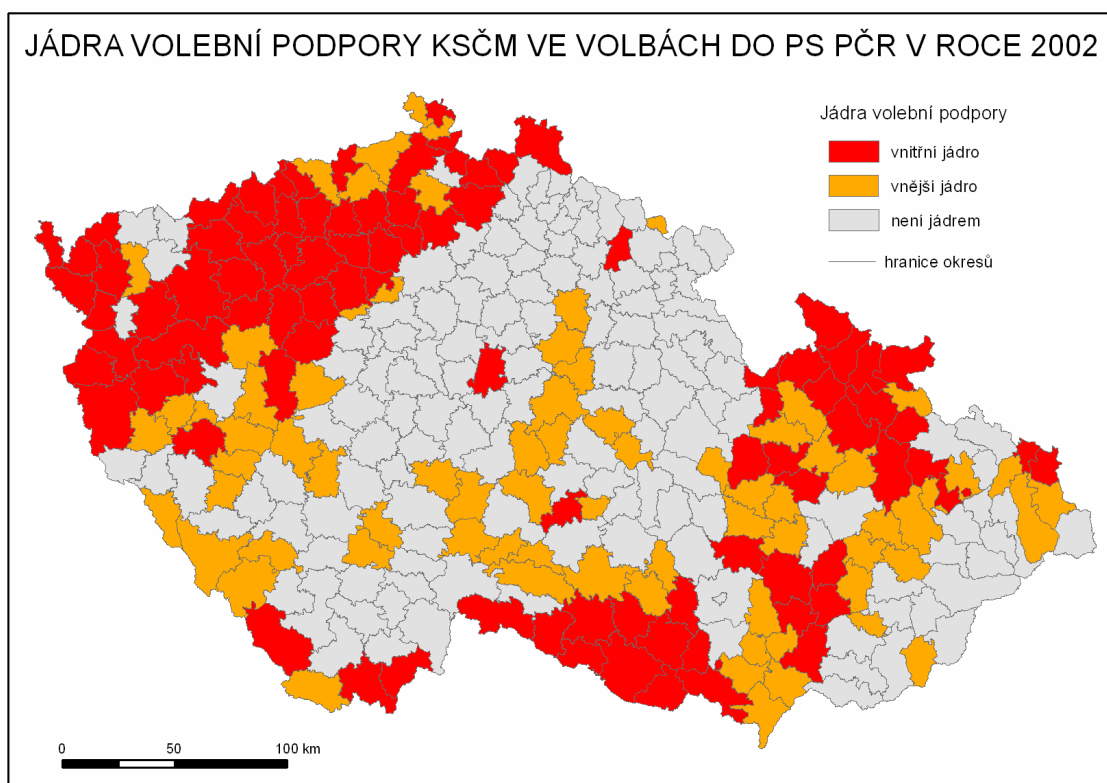 JÁDRA VOLEBNÍ PODPORY KSČM VE VOLBÁCH DO PS PČR V ROCE 2002
Jádra volební podpory
vnitřní jádro
vnější jádro
není jádrem
hranice okresů
0 50 100 km